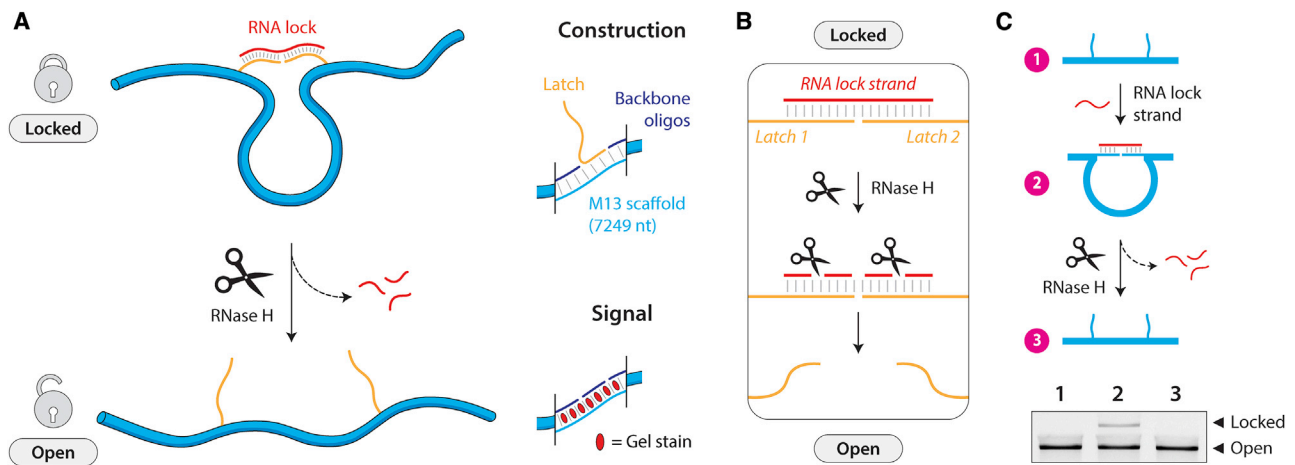 A
RNA lock
Locked
RNase H
Open
Construction
Latch
Backbone
oligos
M13 scaffold
(7249 nt)
Signal
= Gel stain
B
Locked
RNA lock strand
Latch 1
Latch 2
RNase H
Open
C
1
RNA lock
strand
2
RNase H
3
1 2 3
Locked
Open